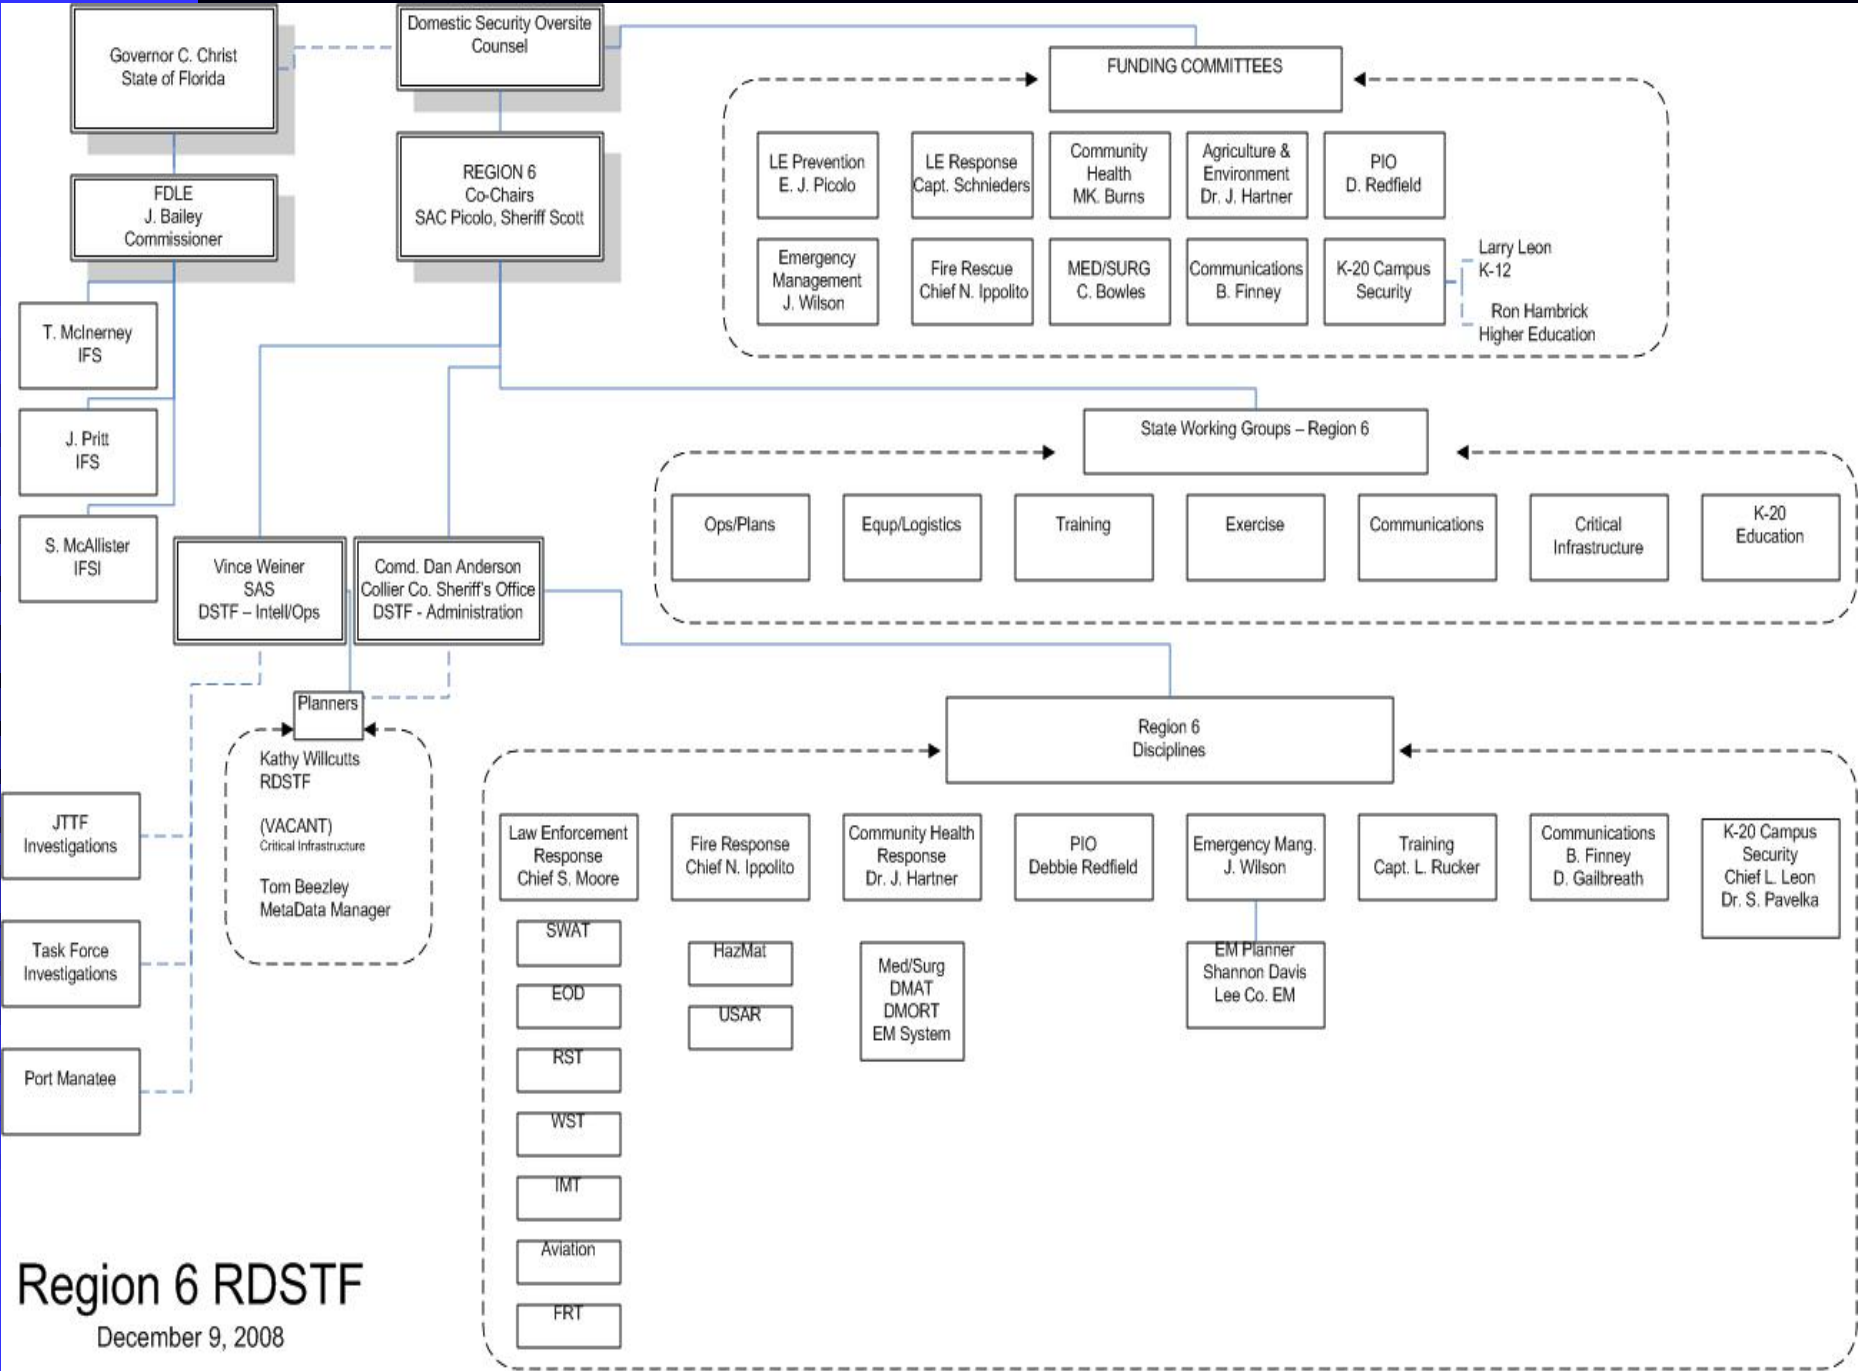 Governor C. Christ
State of Florida
Domestic Security Oversite
Counsel
FUNDING COMMITTEES
FDLE
J. Bailey
Commissioner
REGION 6
Co-Chairs
SAC Picolo, Sheriff Scott
LE Prevention
E. J. Picolo
LE Response
Capt. Schnieders
Community
Health
MK. Burns
Agriculture &
Environment
Dr. J. Hartner
PIO
D. Redfield
Emergency
Management
J. Wilson
Fire Rescue
Chief N. Ippolito
MED/SURG
C. Bowles
Communications
B. Finney
K-20 Campus
Security
Larry Leon
K-12
Ron Hambrick
Higher Education
T. McInerney
IFS
J. Pritt
IFS
S. McAllister
IFSI
State Working Groups – Region 6
Ops/Plans
Equp/Logistics
Training
Exercise
Communications
Critical
Infrastructure
K-20
Education
Vince Weiner
SAS
DSTF – Intell/Ops
Comd. Dan Anderson
Collier Co. Sheriff's Office
DSTF - Administration
Planners
Kathy Willcutts
RDSTF
(VACANT)
Critical Infrastructure
Tom Beezley
MetaData Manager
JTTF
Investigations
Task Force
Investigations
Port Manatee
Region 6
Disciplines
Law Enforcement
Response
Chief S. Moore
Fire Response
Chief N. Ippolito
Community Health
Response
Dr. J. Hartner
PIO
Debbie Redfield
Emergency Mang.
J. Wilson
Training
Capt. L. Rucker
Communications
B. Finney
D. Gailbreath
K-20 Campus
Security
Chief L. Leon
Dr. S. Pavelka
SWAT
EOD
RST
WST
IMT
Aviation
FRT
HazMat
USAR
Med/Surg
DMAT
DMORT
EM System
EM Planner
Shannon Davis
Lee Co. EM
Region 6 RDSTF
December 9, 2008